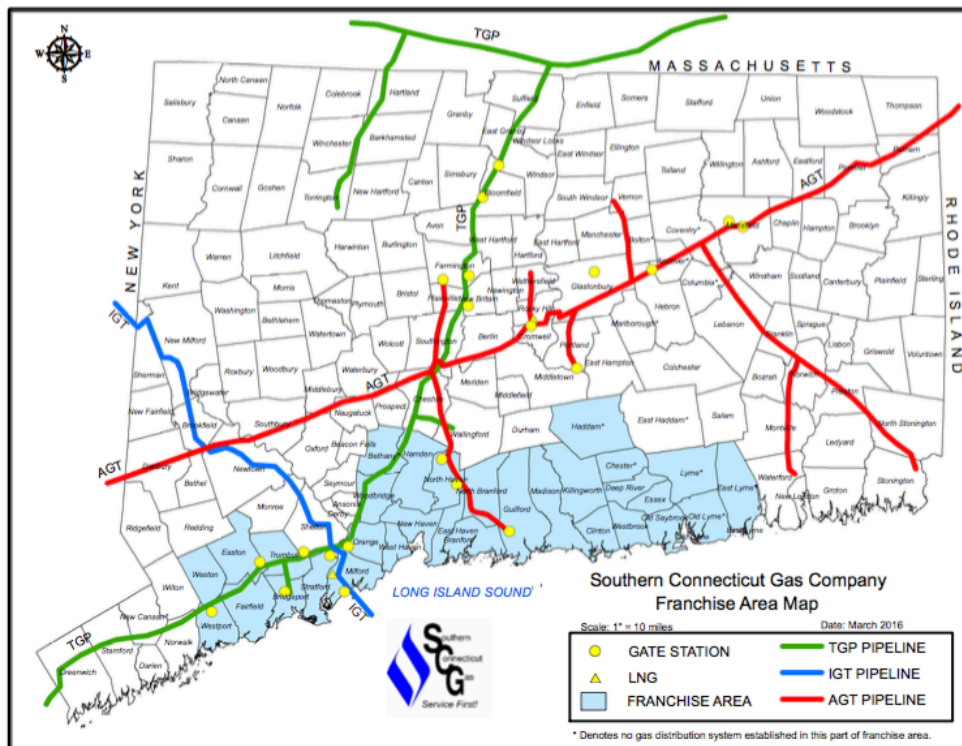 N
W E
S
TGP
MASSACHUSETTS
North Canaan
Colebrook
Hartland
Suffield
Enfield
Somers
Stafford
Union
Woodstock
Thompson
Salisbury
Canaan
Norfolk
Granby
East Granby
Windsor Locks
Winchester
Barkhamsted
East Windsor
Ellington
Willington
Ashford
Eastford
Putnam
Sharon
Cornwall
Goshen
Torrington
New Hartford
Canton
Simsbury
Bloomfield
Windsor
South Windsor
Vernon
Tolland
AGT
Killingly
NEW YORK
RHODE ISLAND
Avon
TGP
West Hartford
East Hartford
Manchester
Bolton*
Coventry*
Mansfield
Chaplin
Hampton
Brooklyn
Warren
Litchfield
Harwinton
Burlington
Farmington
Hartford
Wethersfield
Newington
Glastonbury
Andover*
Columbia*
Windham
Scotland
Canterbury
Plainfield
Sterling
Kent
Washington
Morris
Bethlehem
Thomaston
Plymouth
Bristol
Plainville
New Britain
Rocky Hill
Hebron
Marlborough*
Lebanon
Franklin
Sprague
Lisbon
Griswold
Voluntown
IGT
New Milford
Watertown
Wolcott
Southington
Berlin
Cromwell
Portland
East Hampton
Colchester
Bozrah
Norwich
Preston
Sherman
Bridgewater
Roxbury
Woodbury
Middlebury
Waterbury
AGT
Cheshire
Meriden
Middletown
Middlefield
New Fairfield
Brookfield
Southbury
Naugatuck
Prospect
Wallingford
Durham
Haddam*
East Haddam*
Salem
Montville
North Stonington
AGT
Danbury
Bethel
Newtown
Oxford
Beacon Falls
Bethany*
Hamden
Ledyard
Seymour
Woodbridge
North Haven
North Branford
Madison
Killingworth
Chester*
Deep River
Lyme*
East Lyme*
Waterford
New London
Groton
Stonington
Ridgefield
Redding
Monroe
Shelton
Ansonia
Derby
New Haven
Guilford
Essex
Old Saybrook
Old Lyme*
Easton
Trumbull
Orange
West Haven
East Haven
Branford
Clinton
Westbrook
Weston
Wilton
Stratford
Milford
Bridgeport
Fairfield
New Canaan*
Westport
IGT
LONG ISLAND SOUND
TGP
Norwalk
Stamford
Darien
Greenwich
Southern
Connecticut
Gas
Service First!
Southern Connecticut Gas Company
Franchise Area Map
Scale: 1" = 10 miles Date: March 2016
GATE STATION TGP PIPELINE
LNG IGT PIPELINE
FRANCHISE AREA AGT PIPELINE
* Denotes no gas distribution system established in this part of franchise area.